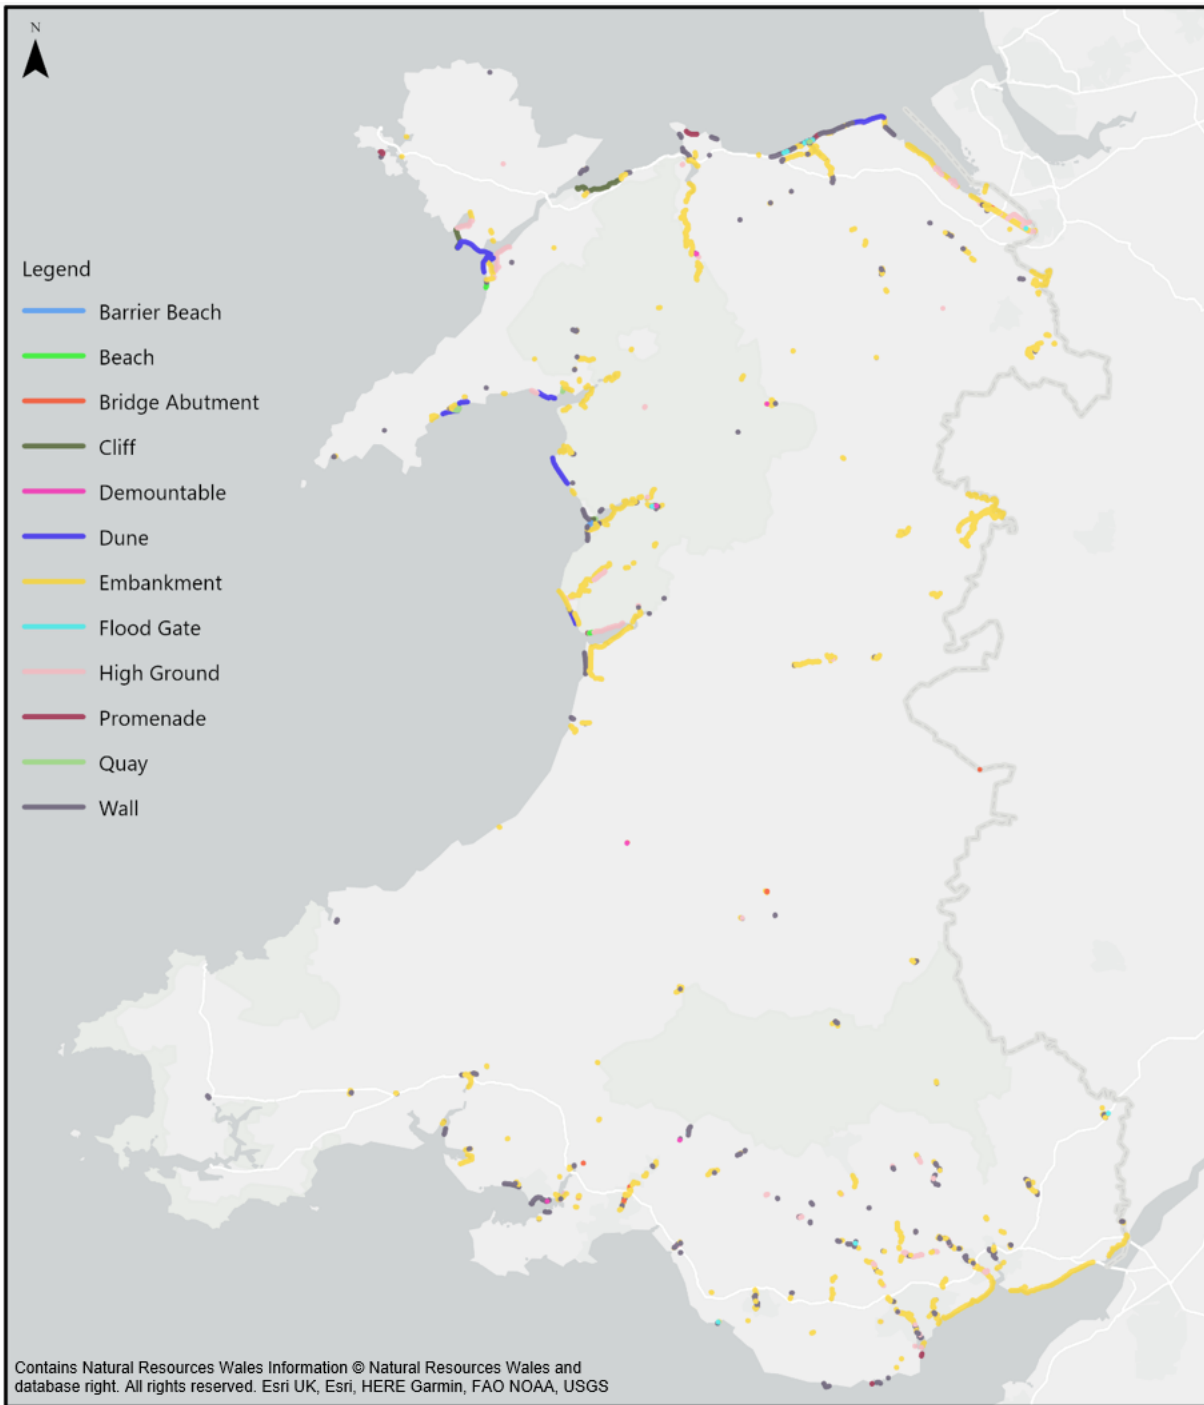 N
Legend
Barrier Beach
Beach
Bridge Abutment
Cliff
Demountable
Dune
Embankment
Flood Gate
High Ground
Promenade
Quay
Wall
Contains Natural Resources Wales Information © Natural Resources Wales and
database right. All rights reserved. Esri UK, Esri, HERE Garmin, FAO NOAA, USGS